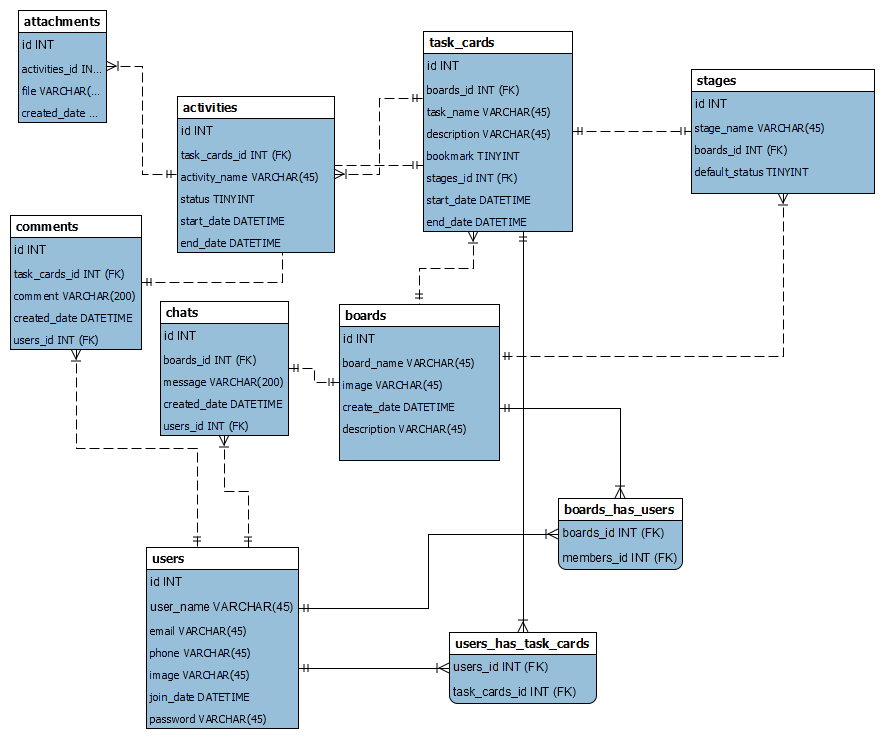 attachments
id INT
activities_id IN...
file VARCHAR(...
created_date ...
activities
id INT
task_cards_id INT (FK)
activity_name VARCHAR(45)
status TINYINT
start_date DATETIME
end_date DATETIME
task_cards
id INT
boards_id INT (FK)
task_name VARCHAR(45)
description VARCHAR(45)
bookmark TINYINT
stages_id INT (FK)
start_date DATETIME
end_date DATETIME
stages
id INT
stage_name VARCHAR(45)
boards_id INT (FK)
default_status TINYINT
comments
id INT
task_cards_id INT (FK)
comment VARCHAR(200)
created_date DATETIME
users_id INT (FK)
chats
id INT
boards_id INT (FK)
message VARCHAR(200)
created_date DATETIME
users_id INT (FK)
boards
id INT
board_name VARCHAR(45)
image VARCHAR(45)
create_date DATETIME
description VARCHAR(45)
boards_has_users
boards_id INT (FK)
members_id INT (FK)
users
id INT
user_name VARCHAR(45)
email VARCHAR(45)
phone VARCHAR(45)
image VARCHAR(45)
join_date DATETIME
password VARCHAR(45)
users_has_task_cards
users_id INT (FK)
task_cards_id INT (FK)